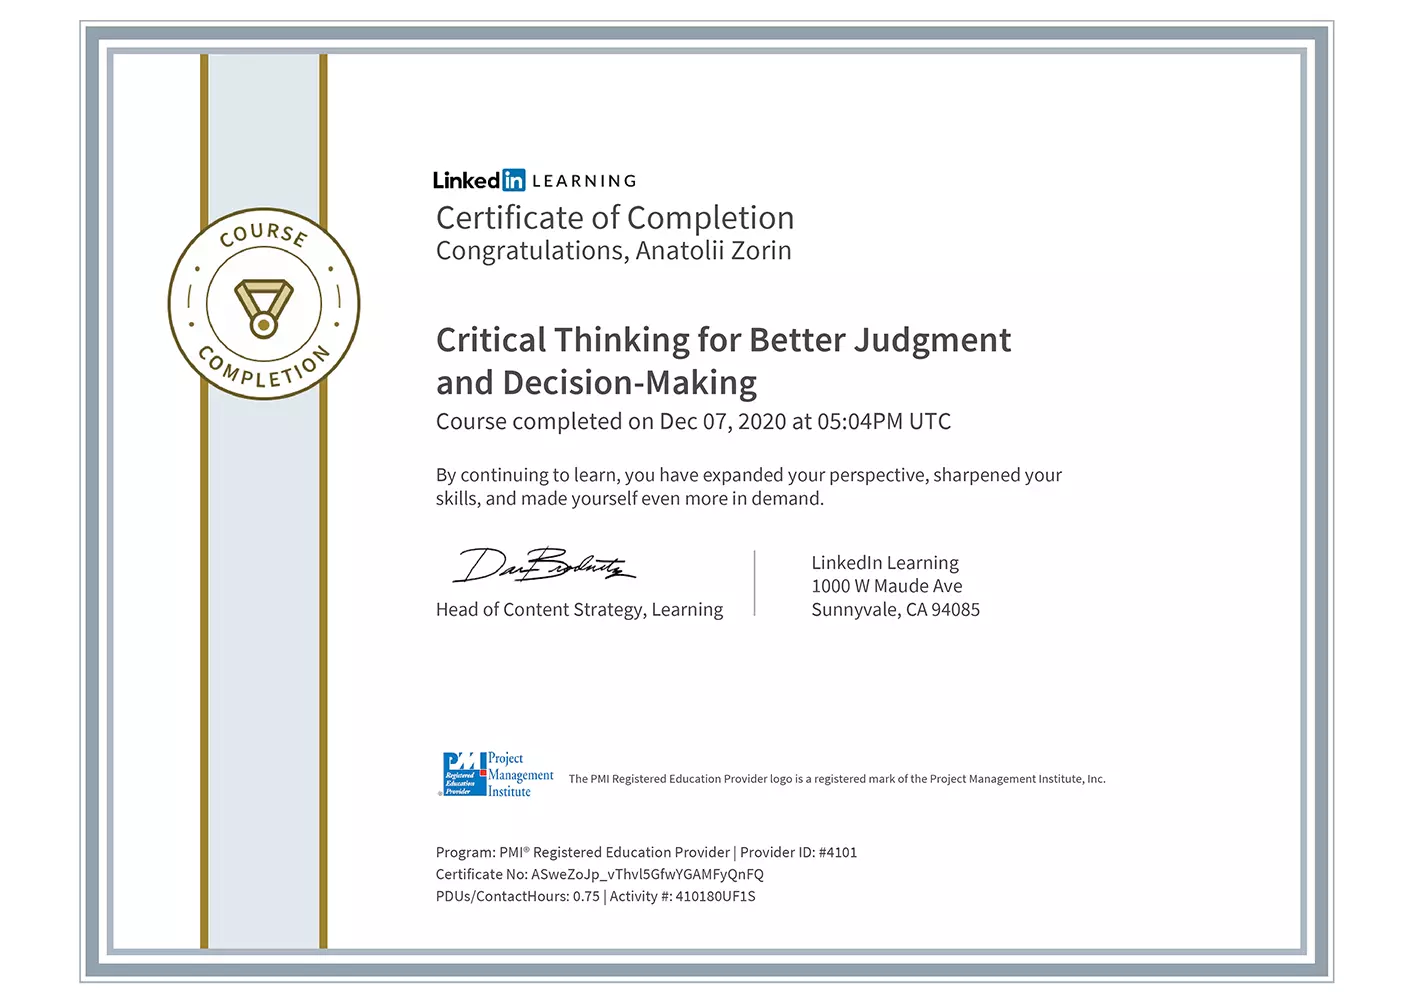 COURSE
COMPLETION
Linked in LEARNING
Certificate of Completion
Congratulations, Anatolii Zorin
Critical Thinking for Better Judgment
and Decision-Making
Course completed on Dec 07, 2020 at 05:04PM UTC
By continuing to learn, you have expanded your perspective, sharpened your
skills, and made yourself even more in demand.
Head of Content Strategy, Learning
LinkedIn Learning
1000 W Maude Ave
Sunnyvale, CA 94085
PMI
Registered
Education
Provider
Project
Management
Institute
The PMI Registered Education Provider logo is a registered mark of the Project Management Institute, Inc.
Program: PMI® Registered Education Provider | Provider ID: #4101
Certificate No: ASweZoJp_vThvl5GfwYGAMFyQnFQ
PDUs/ContactHours: 0.75 | Activity #: 410180UF1S